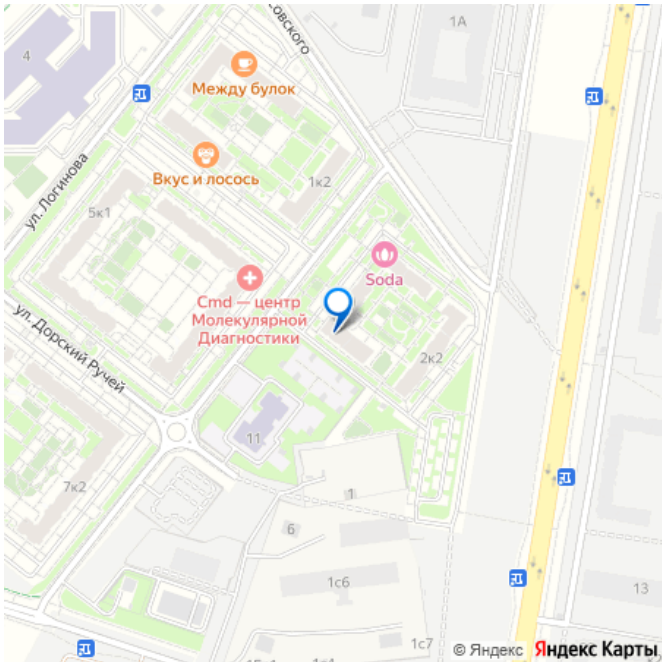 овского
1А
4
Между булок
Вкус и лосось
ул. Логинова
1к2
5к1
Soda
Cmd — центр
Молекулярной
Диагностики
ул. Дорский Ручей
2к2
11
7к2
1
6
1с6
13
1с7
© Яндекс Яндекс Карты